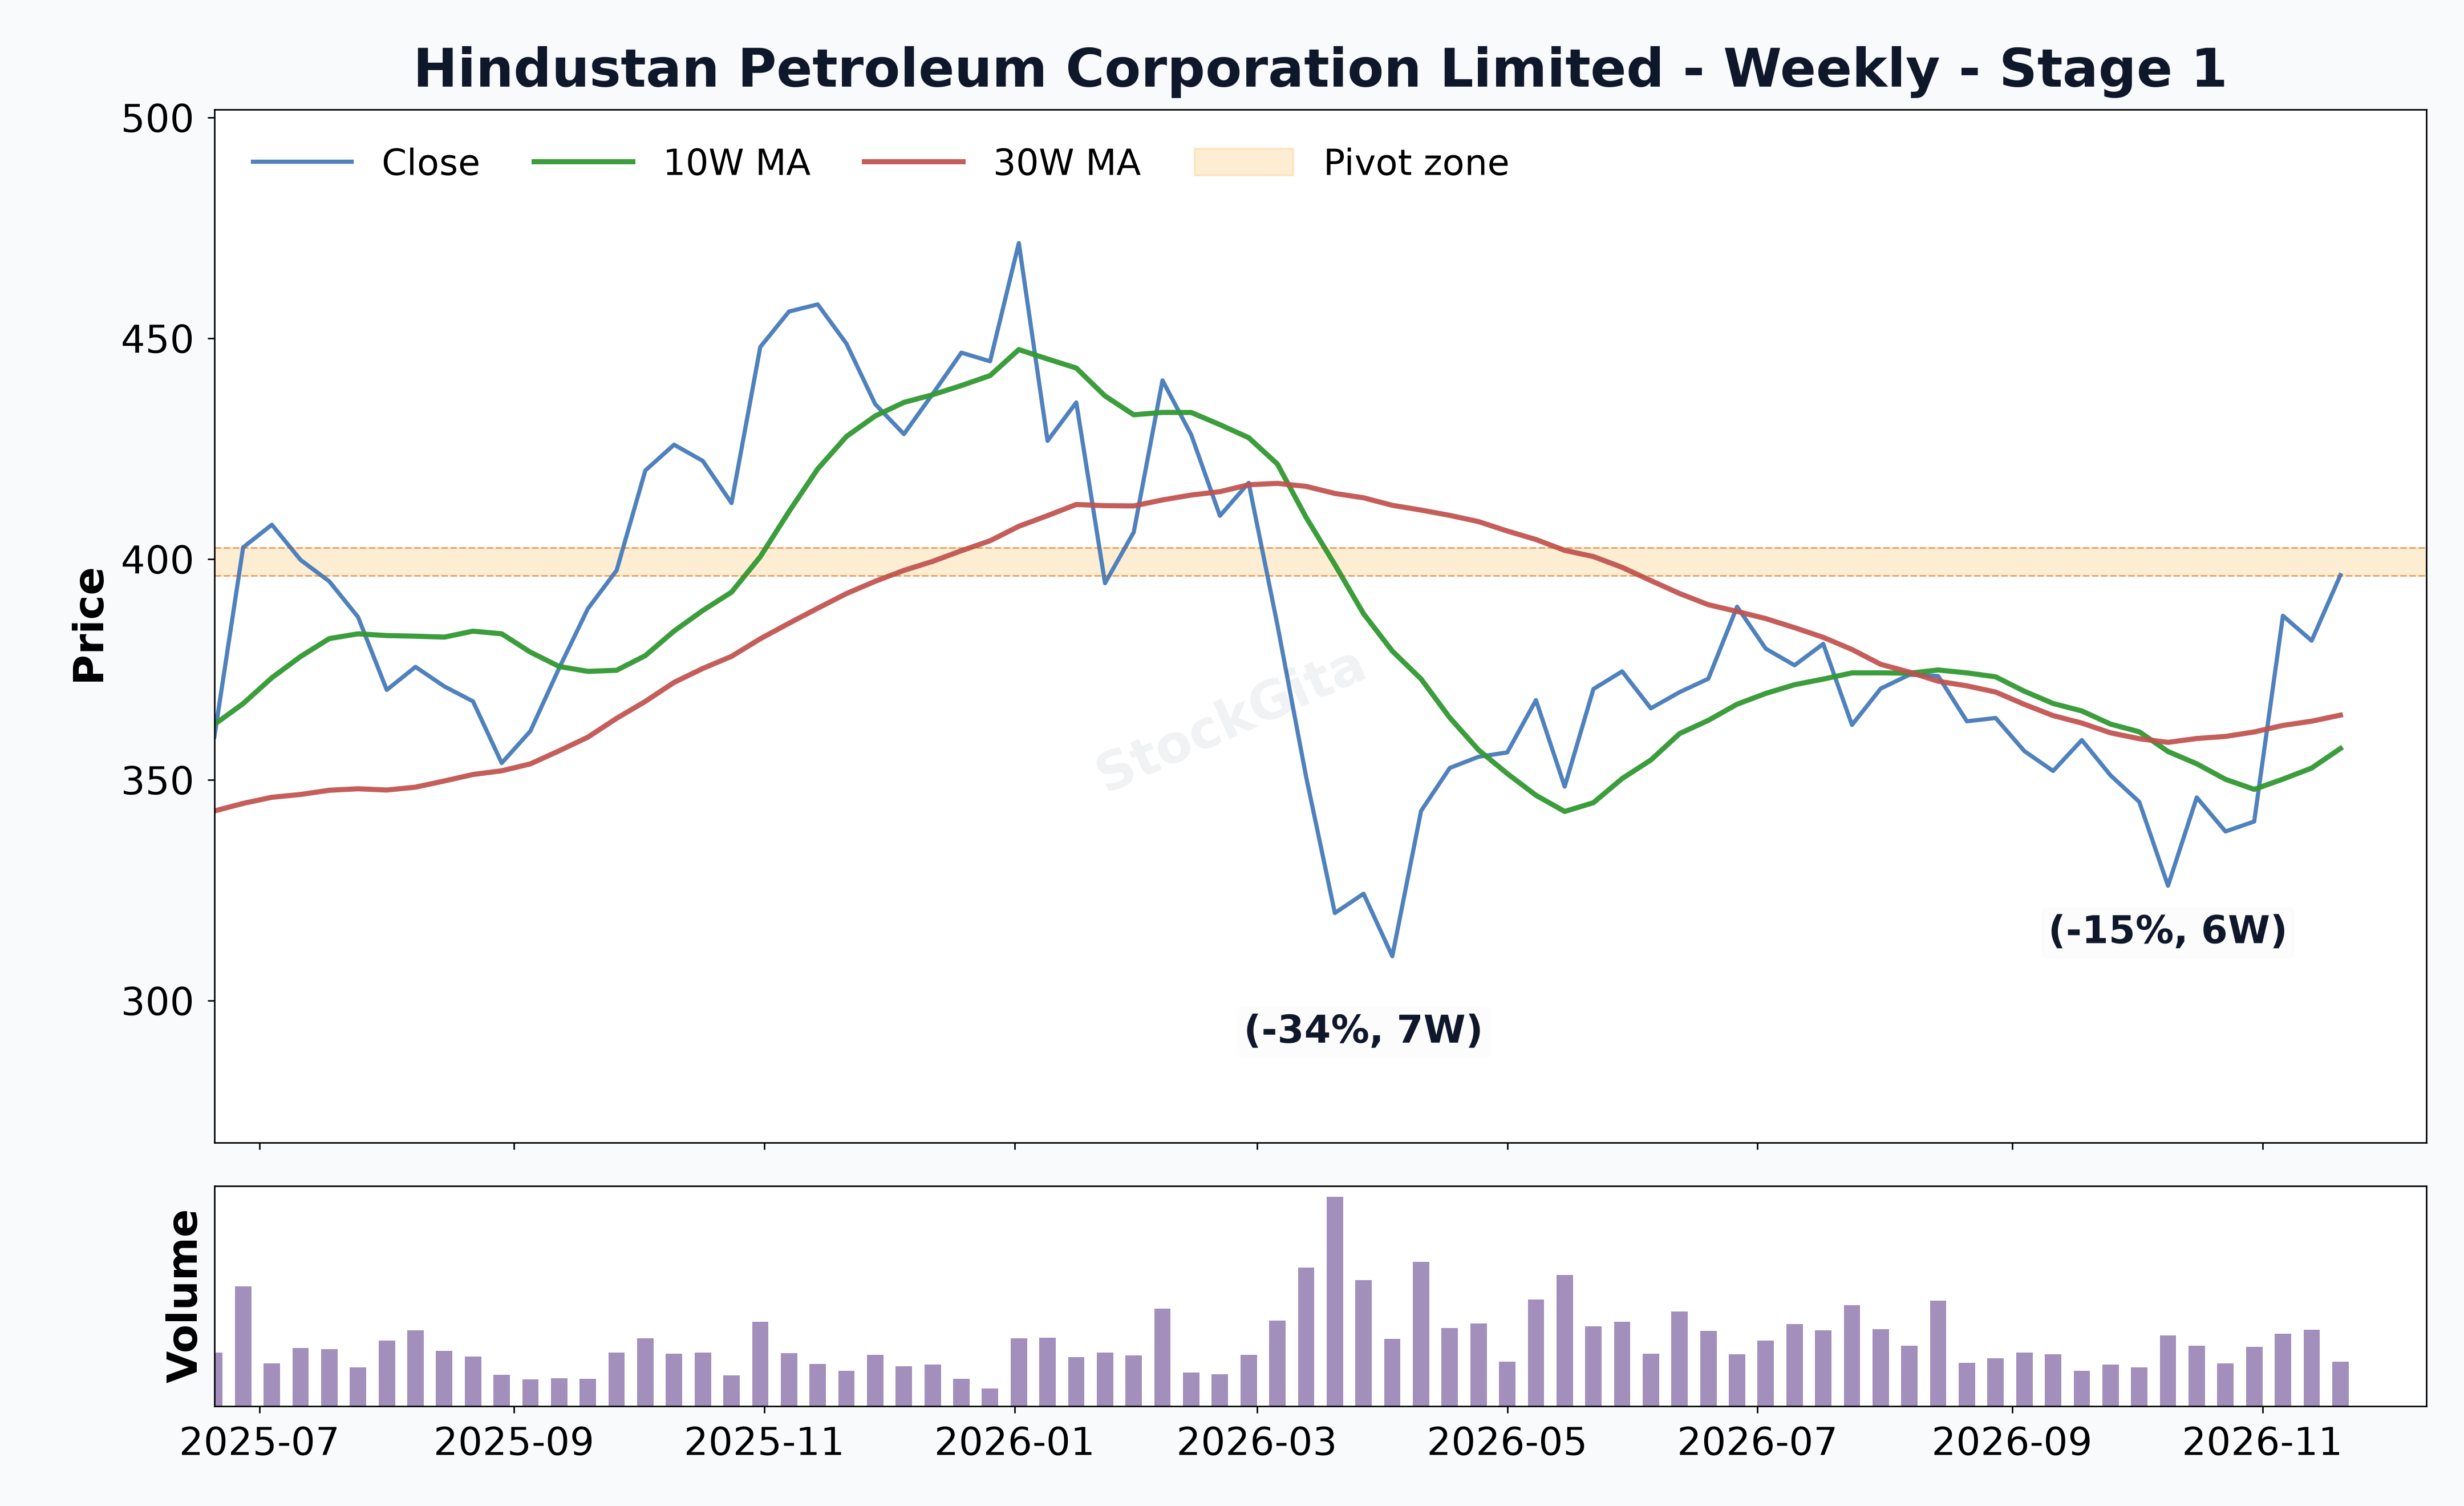 Hindustan Petroleum Corporation Limited - Weekly - Stage 1
Close 10W MA 30W MA Pivot zone
500
450
400
350
300
Price
StockGita
(-15%, 6W)
(-34%, 7W)
Volume
2025-07 2025-09 2025-11 2026-01 2026-03 2026-05 2026-07 2026-09 2026-11